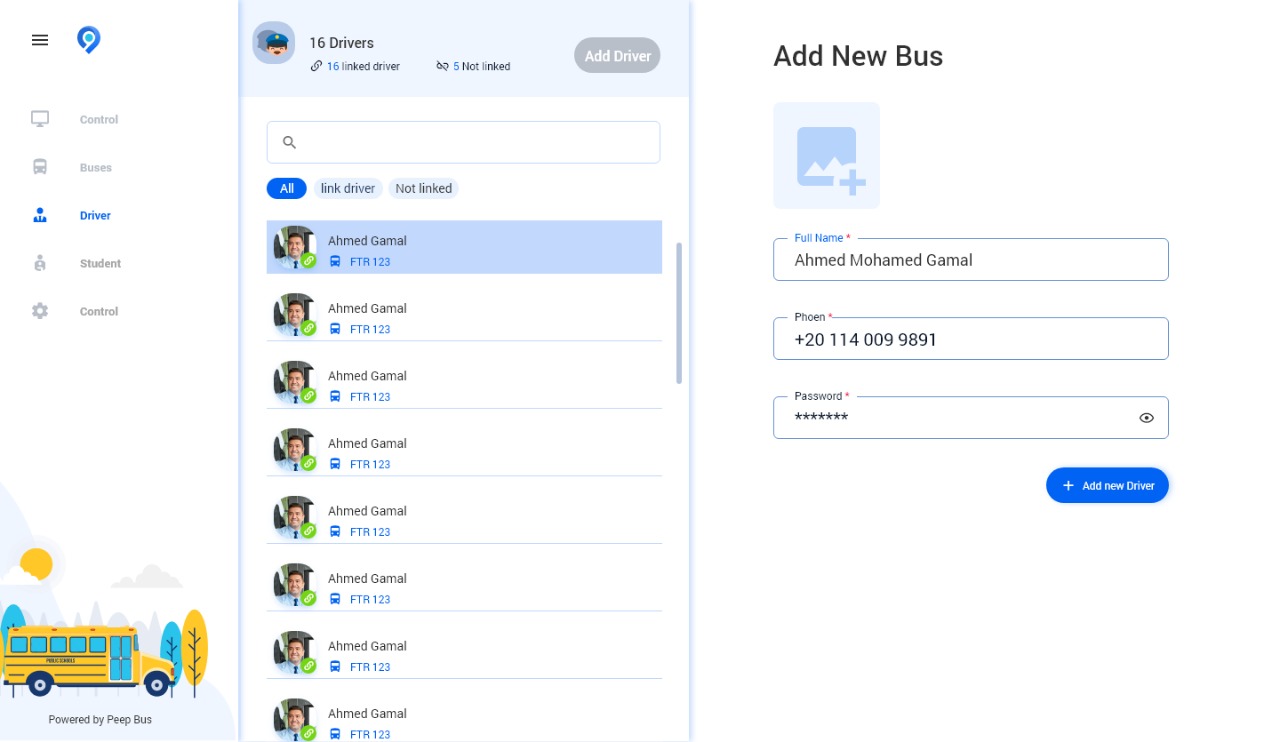 Control
Buses
Driver
Student
Control
PUBLIC SCHOOLS
Powered by Peep Bus
16 Drivers
16 linked driver
5 Not linked
Add Driver
All
link driver
Not linked
Ahmed Gamal
FTR 123
Ahmed Gamal
FTR 123
Ahmed Gamal
FTR 123
Ahmed Gamal
FTR 123
Ahmed Gamal
FTR 123
Ahmed Gamal
FTR 123
Ahmed Gamal
FTR 123
Ahmed Gamal
FTR 123
Add New Bus
Full Name *
Ahmed Mohamed Gamal
Phoen *
+20 114 009 9891
Password *
*******
+ Add new Driver